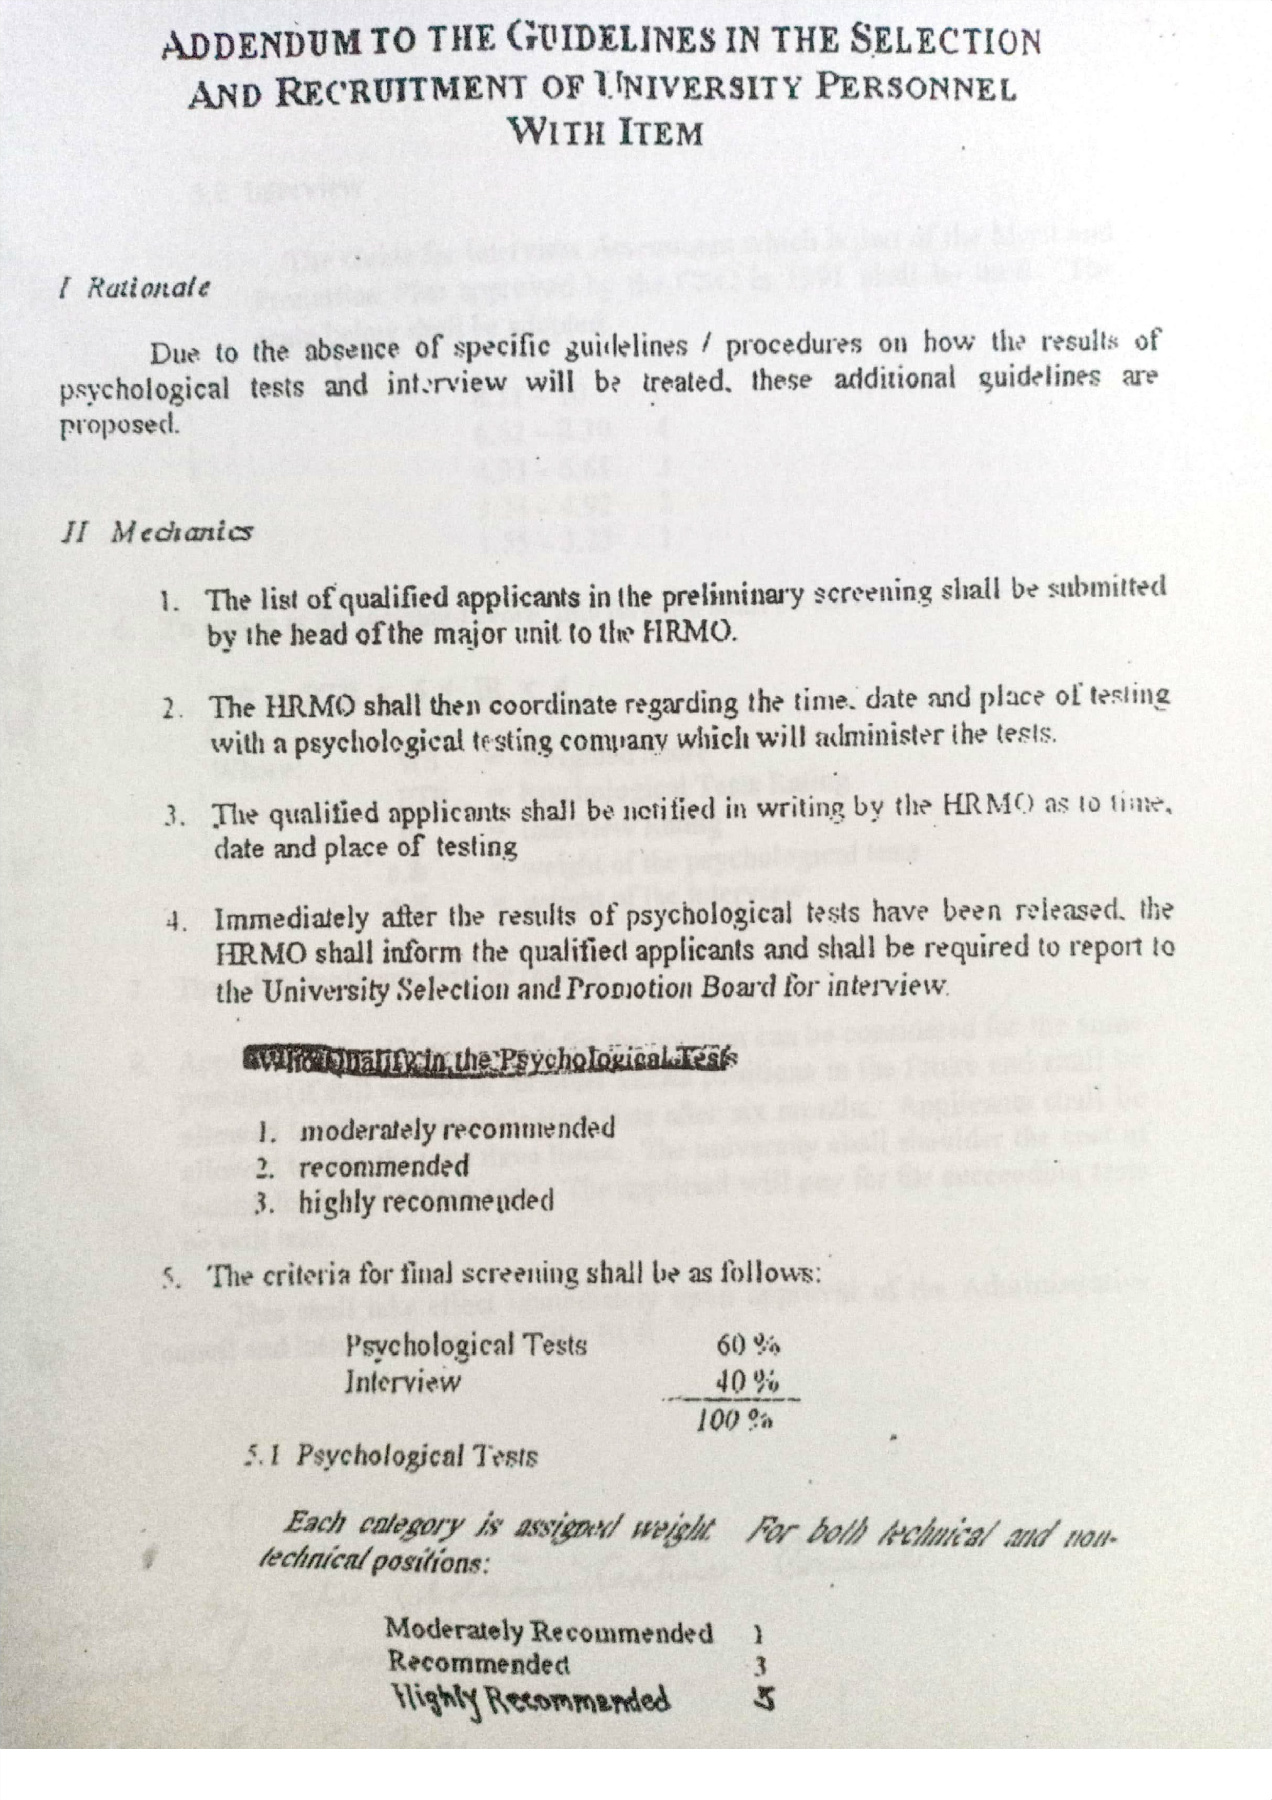 ADDENDUM TO THE GUIDELINES IN THE SELECTION
AND RECRUITMENT OF UNIVERSITY PERSONNEL
WITH ITEM
I Rationale
Due to the absence of specific guidelines / procedures on how the results of
psychological tests and interview will be treated, these additional guidelines are
proposed.
II Mechanics
1. The list of qualified applicants in the preliminary screening shall be submitted
by the head of the major unit to the HRMO.
2. The HRMO shall then coordinate regarding the time, date and place of testing
with a psychological testing company which will administer the tests.
3. The qualified applicants shall be notified in writing by the HRMO as to time,
date and place of testing
4. Immediately after the results of psychological tests have been released, the
HRMO shall inform the qualified applicants and shall be required to report to
the University Selection and Promotion Board for interview.
Who Qualify in the Psychological Tests
1. moderately recommended
2. recommended
3. highly recommended
5. The criteria for final screening shall be as follows:
Psychological Tests 60 %
Interview 40 %
100 %
5.1 Psychological Tests
Each category is assigned weight. For both technical and non-
technical positions:
Moderately Recommended 1
Recommended 3
Highly Recommended 5